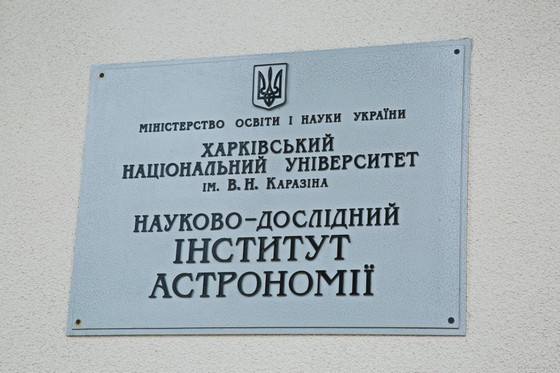 МІНІСТЕРСТВО ОСВІТИ І НАУКИ УКРАЇНИ
ХАРКІВСЬКИЙ
НАЦІОНАЛЬНИЙ УНІВЕРСИТЕТ
ІМ. В. Н. КАРАЗІНА
НАУКОВО-ДОСЛІДНИЙ
ІНСТИТУТ
АСТРОНОМІЇ